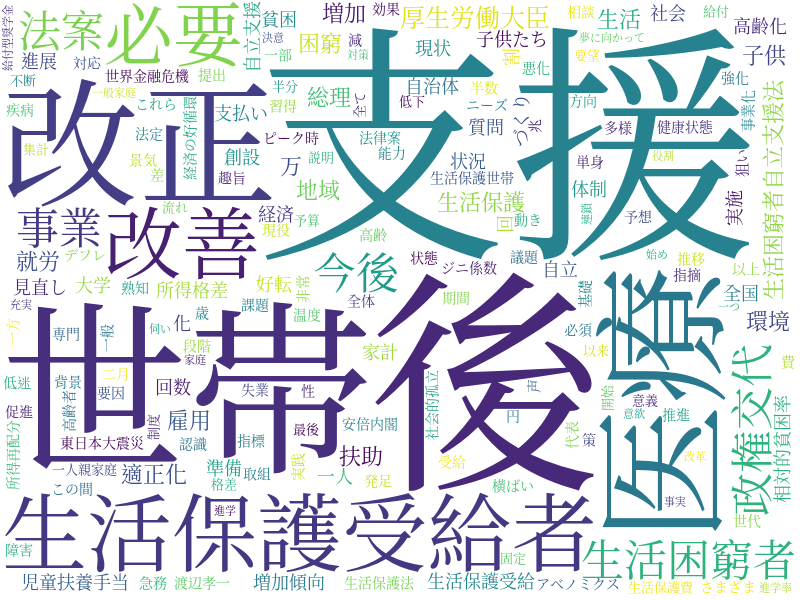 給付型奨学金
法案
必要
進展
対応
自立支援
貧困
増加
効果
厚生労働大臣
相談
給付
困窮
減
決意
対策
子供たち
生活
社会
夢に向かって
高齢化
現状
割
悪化
要望
子供
不断
世界金融危機
提出
一部
半分
総理
全て
自治体
半数
方向
強化
事業化
疾病
改正
一般家庭
これら
経済の好循環
支払い
習得
低下
ニーズ
づくり
兆
多様
健康状態
狙い
生活困窮者自立支援法
集計
法定
ピーク時
法律案
質問
景気
差
創設
万
説明
能力
状況
単身
役割
趣旨
生活保護世帯
体制
支援
地域
流れ
予算
生活保護
回
動き
連鎖
予想
実施
事業
改善
経済
現役
デフレ
高齢
今後
状態
ジニ係数
議題
自立
推移
指摘
以上
就労
見直し
大学
熟知
所得格差
好転
非常
全体
期間
基礎
全国
一つ
始め
充実
歳
課題
温度
必須
環境
世帯
後
医療
一方
専門
一般
伺い
化
段階
家庭
家計
以来
費
政権交代
低迷
背景
高齢者
要因
二月
回数
失業
性
声
社会的孤立
開始
意義
意欲
推進
相対的貧困率
促進
制度
雇用
指標
最後
安倍内閣
円
代表
策
東日本大震災
認識
改革
所得再配分
一人親家庭
適正化
準備
取組
格差
実践
一人
扶助
受給
発足
横ばい
この間
事実
世代
生活保護受給者
進学
固定
障害
生活困窮者
児童扶養手当
急務
渡辺孝一
増加傾向
生活保護法
生活保護受給
アベノミクス
生活保護費
さまざま
進学率